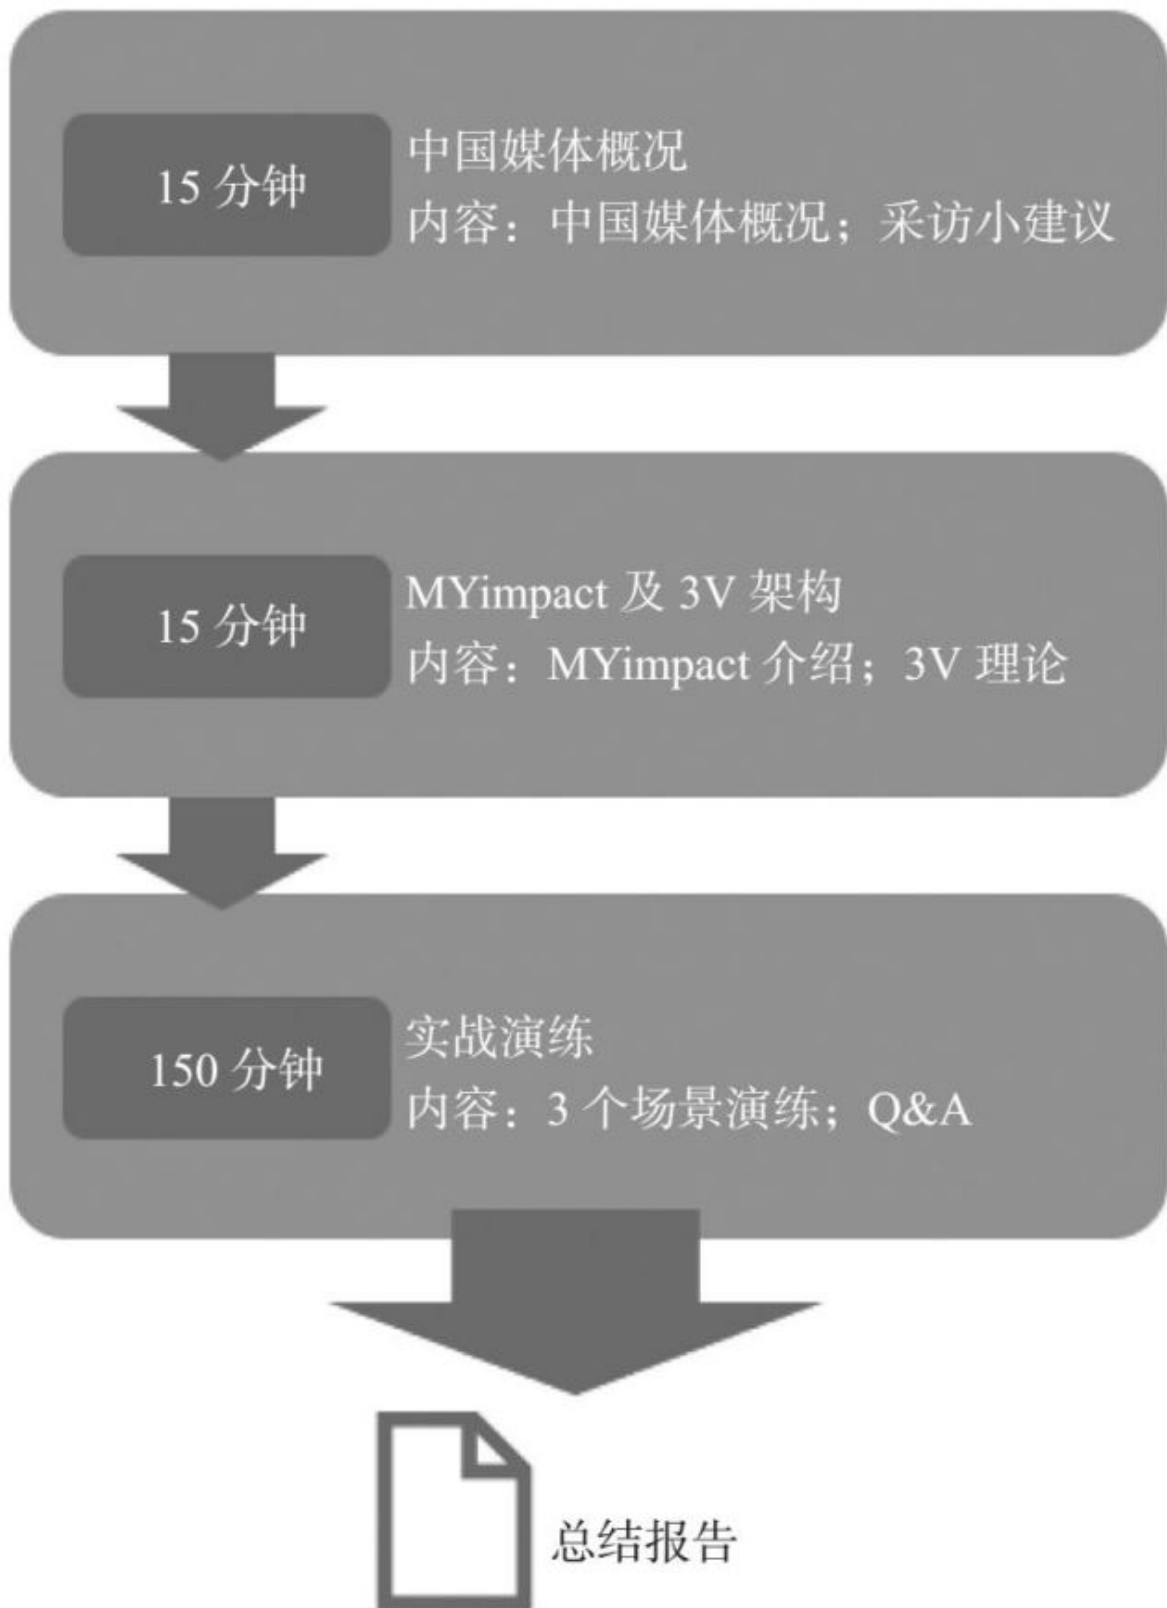 15 分钟
中国媒体概况
内容：中国媒体概况；采访小建议
15 分钟
MYimpact 及 3V 架构
内容：MYimpact 介绍；3V 理论
150 分钟
实战演练
内容：3 个场景演练；Q&A
总结报告